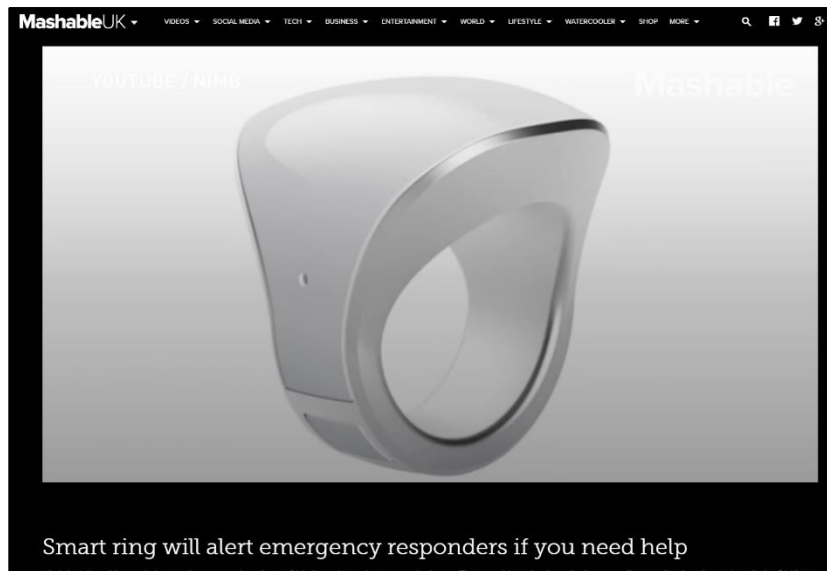 MashableUK
VIDEOS SOCIAL MEDIA TECH BUSINESS ENTERTAINMENT WORLD LIFESTYLE WATERCOOLER SHOP MORE
YOUTUBE / NIMB
Mashable
Smart ring will alert emergency responders if you need help